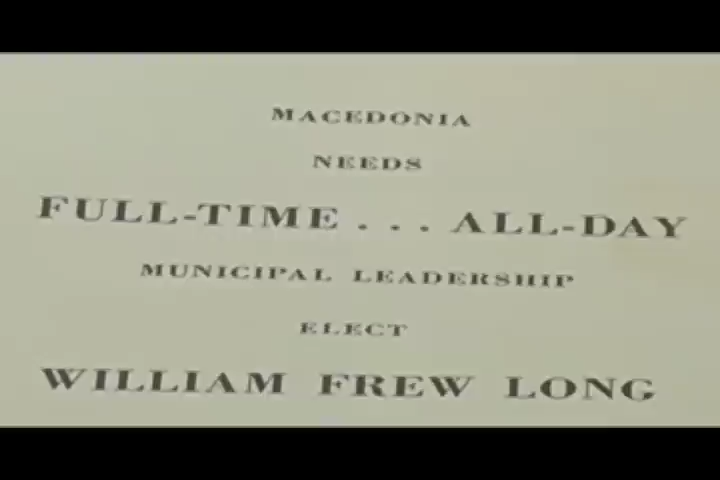 MACEDONIA
NEEDS
FULL-TIME . . . ALL-DAY
MUNICIPAL LEADERSHIP
ELECT
WILLIAM FREW LONG